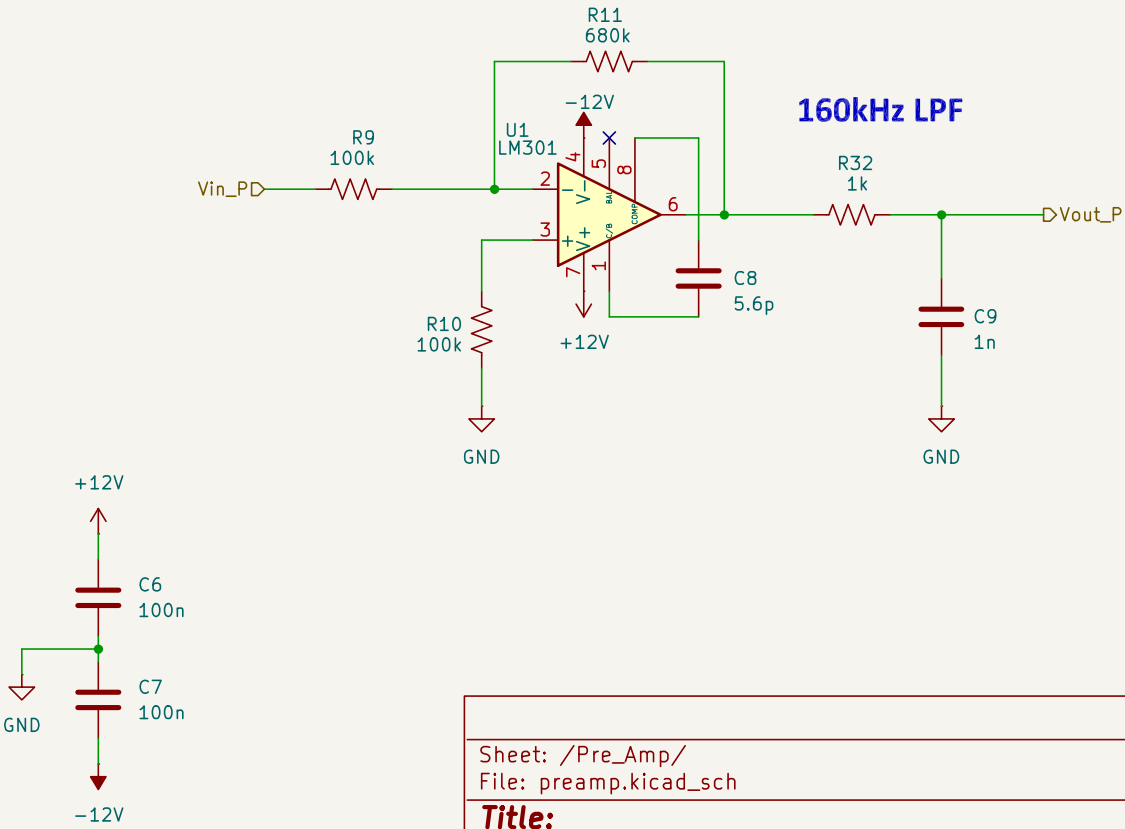 R11
680k
-12V
160kHz LPF
U1
LM301
R9
100k
R32
1k
4
5
8
Vin_P
2
-
V-
BAL
COMP
6
Vout_P
3
+
V+
C/B
7
1
C8
5.6p
R10
100k
+12V
C9
1n
GND
GND
+12V
C6
100n
C7
100n
GND
-12V
Sheet: /Pre_Amp/
File: preamp.kicad_sch
Title: